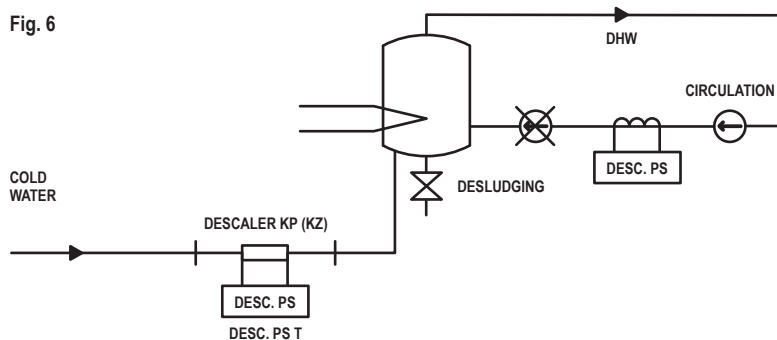 Fig. 6
DHW
CIRCULATION
DESC. PS
DESLUDGING
COLD
WATER
DESCALER KP (KZ)
DESC. PS
DESC. PS T